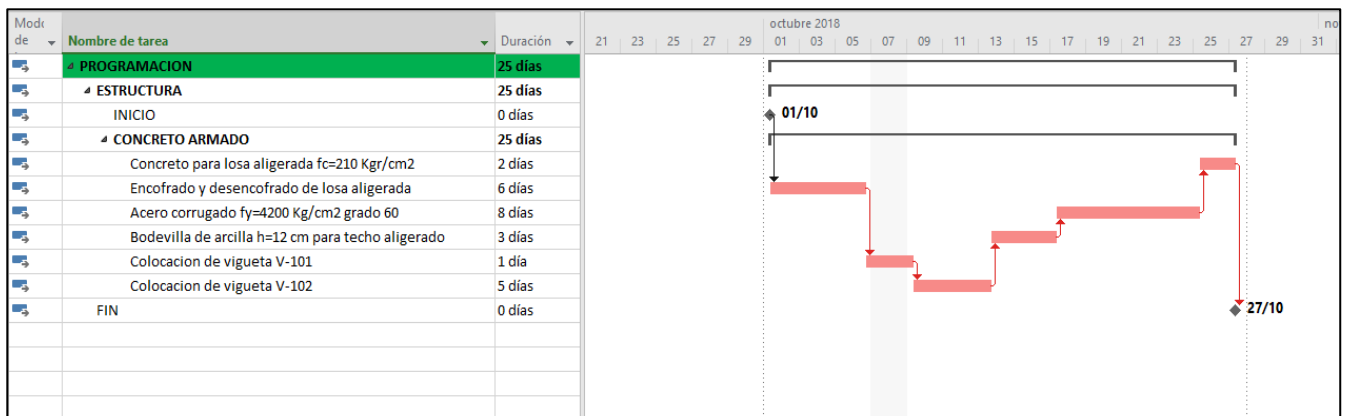 Modo
de
Nombre de tarea
Duración
octubre 2018
no
21 23 25 27 29 01 03 05 07 09 11 13 15 17 19 21 23 25 27 29 31
PROGRAMACION 25 días
ESTRUCTURA 25 días
INICIO 0 días
01/10
CONCRETO ARMADO 25 días
Concreto para losa aligerada fc=210 Kgr/cm2 2 días
Encofrado y desencofrado de losa aligerada 6 días
Acero corrugado fy=4200 Kg/cm2 grado 60 8 días
Bodevilla de arcilla h=12 cm para techo aligerado 3 días
Colocacion de vigueta V-101 1 día
Colocacion de vigueta V-102 5 días
FIN 0 días
27/10